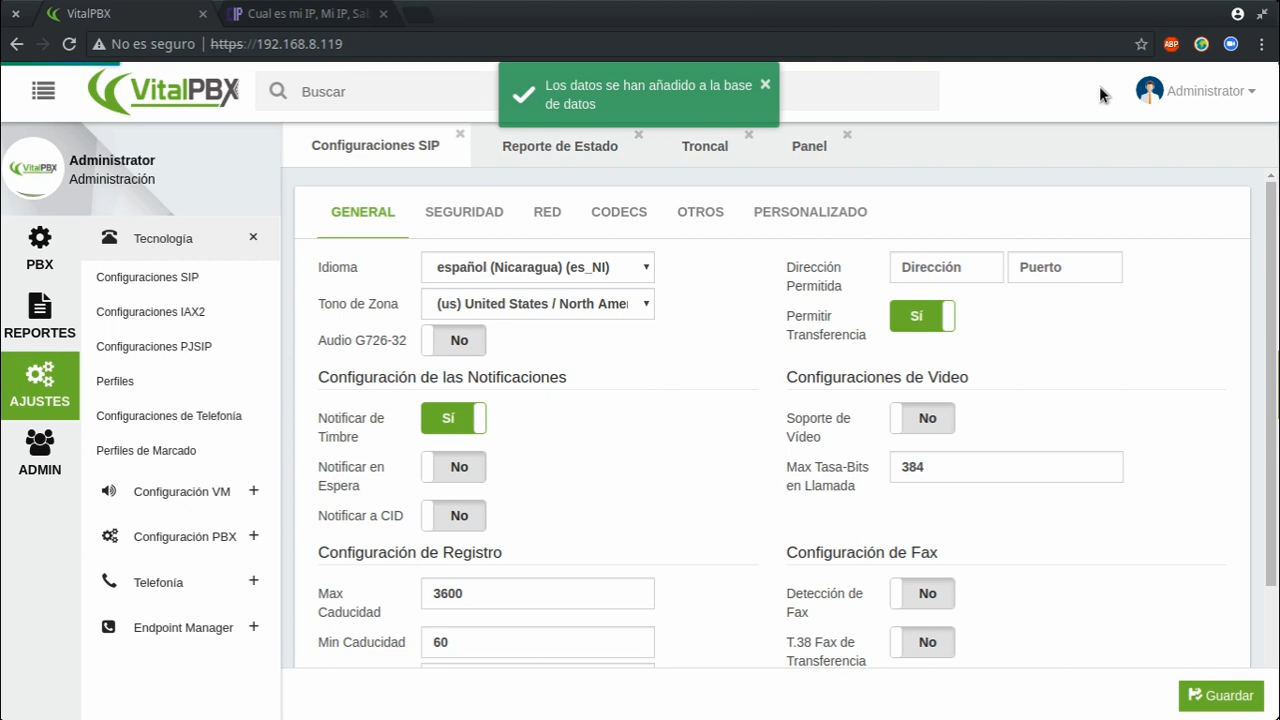 VitalPBX
Cual es mi IP, Mi IP, Sab
No es seguro | https://192.168.8.119
ABP
VitalPBX
Buscar
Los datos se han añadido a la base
de datos
Administrator
VitalPBX
Administrator
Administración
Configuraciones SIP
Reporte de Estado
Troncal
Panel
PBX
REPORTES
AJUSTES
ADMIN
Tecnología
Configuraciones SIP
Configuraciones IAX2
Configuraciones PJSIP
Perfiles
Configuraciones de Telefonía
Perfiles de Marcado
Configuración VM
Configuración PBX
Telefonía
Endpoint Manager
GENERAL
SEGURIDAD
RED
CODECS
OTROS
PERSONALIZADO
Idioma
español (Nicaragua) (es_NI)
Tono de Zona
(us) United States / North Amer
Audio G726-32
No
Dirección
Permitida
Dirección
Puerto
Permitir
Transferencia
Sí
Configuración de las Notificaciones
Notificar de
Timbre
Sí
Notificar en
Espera
No
Notificar a CID
No
Configuraciones de Video
Soporte de
Vídeo
No
Max Tasa-Bits
en Llamada
384
Configuración de Registro
Max
Caducidad
3600
Min Caducidad
60
Configuración de Fax
Detección de
Fax
No
T.38 Fax de
Transferencia
No
Guardar